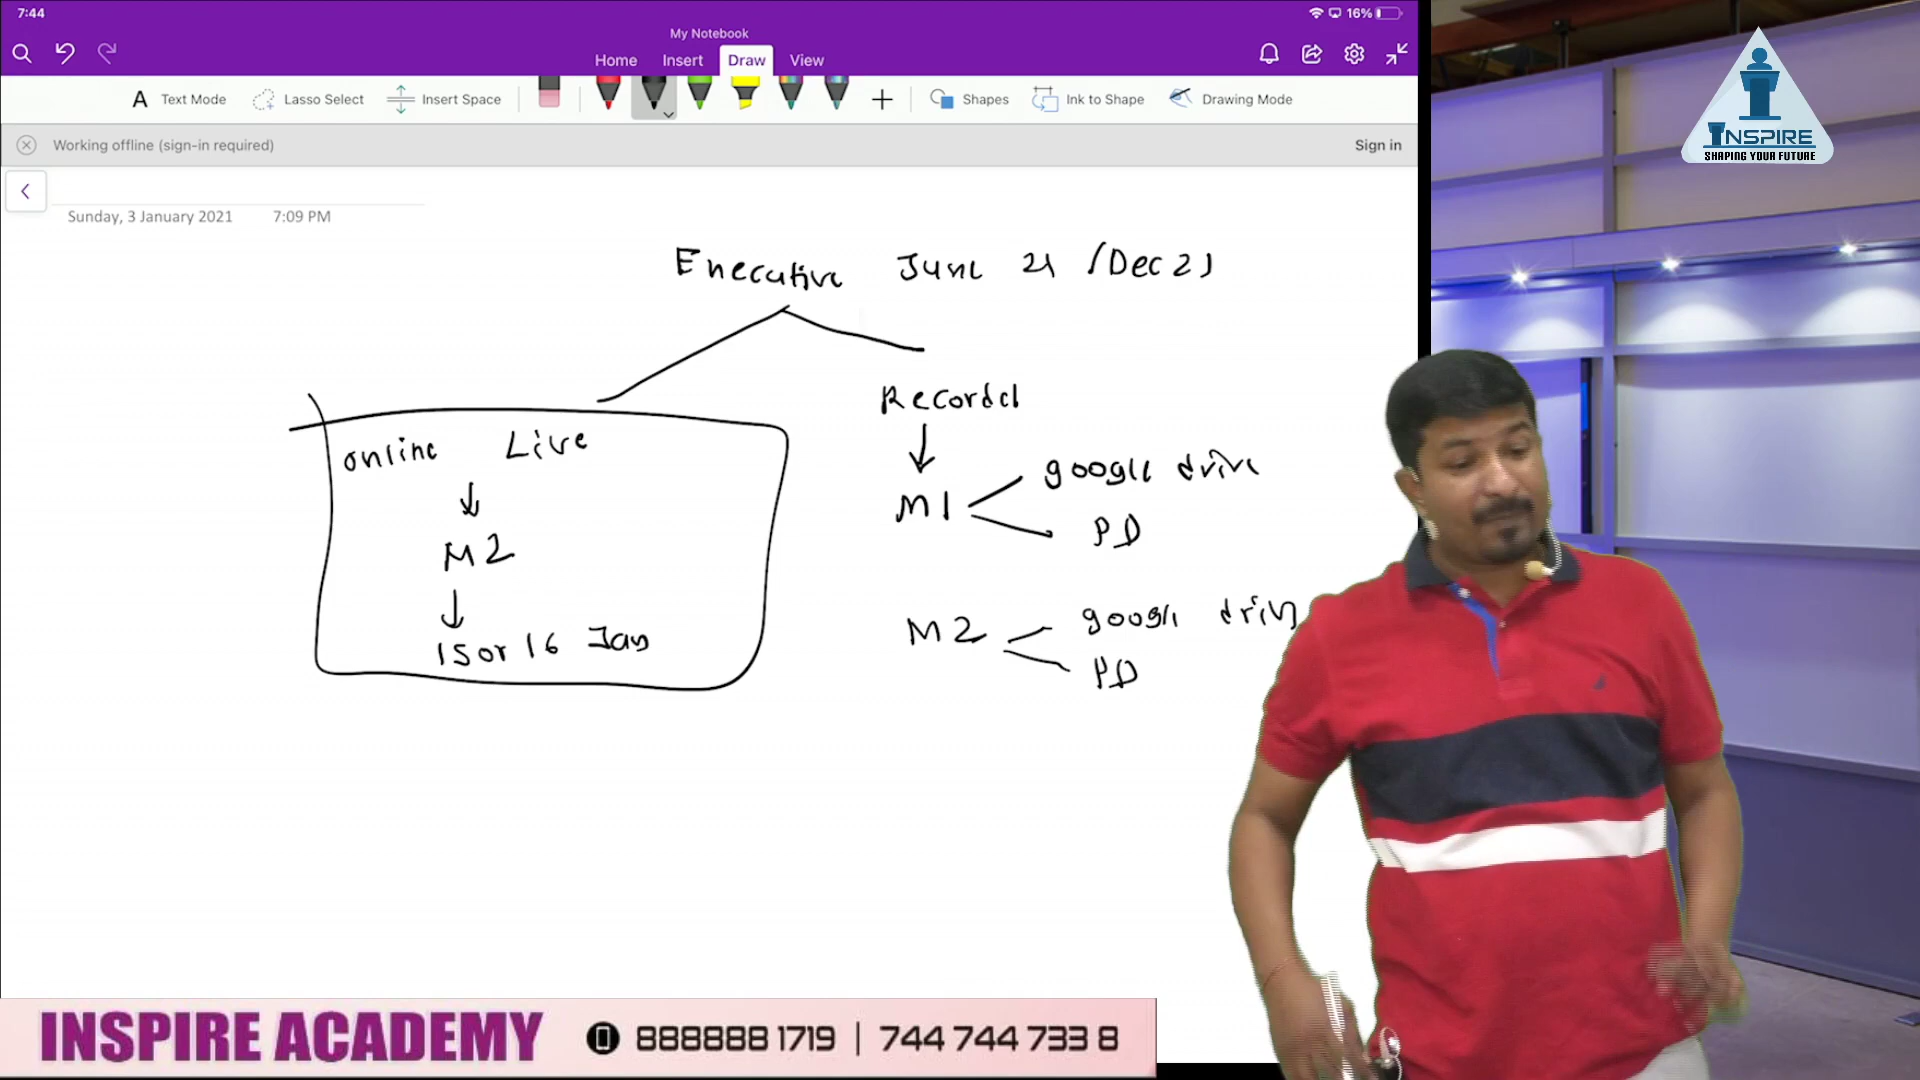 7:44
16%
My Notebook
Home Insert Draw View
Text Mode Lasso Select Insert Space Shapes Ink to Shape Drawing Mode
Working offline (sign-in required) Sign in
Sunday, 3 January 2021 7:09 PM
Executive June 21 / Dec 21
Recorded
online Live
google drive
M1
PD
M2
google driv
M2
15 or 16 Jan
PD
INSPIRE
SHAPING YOUR FUTURE
INSPIRE ACADEMY 888888 1719 | 744 744 733 8